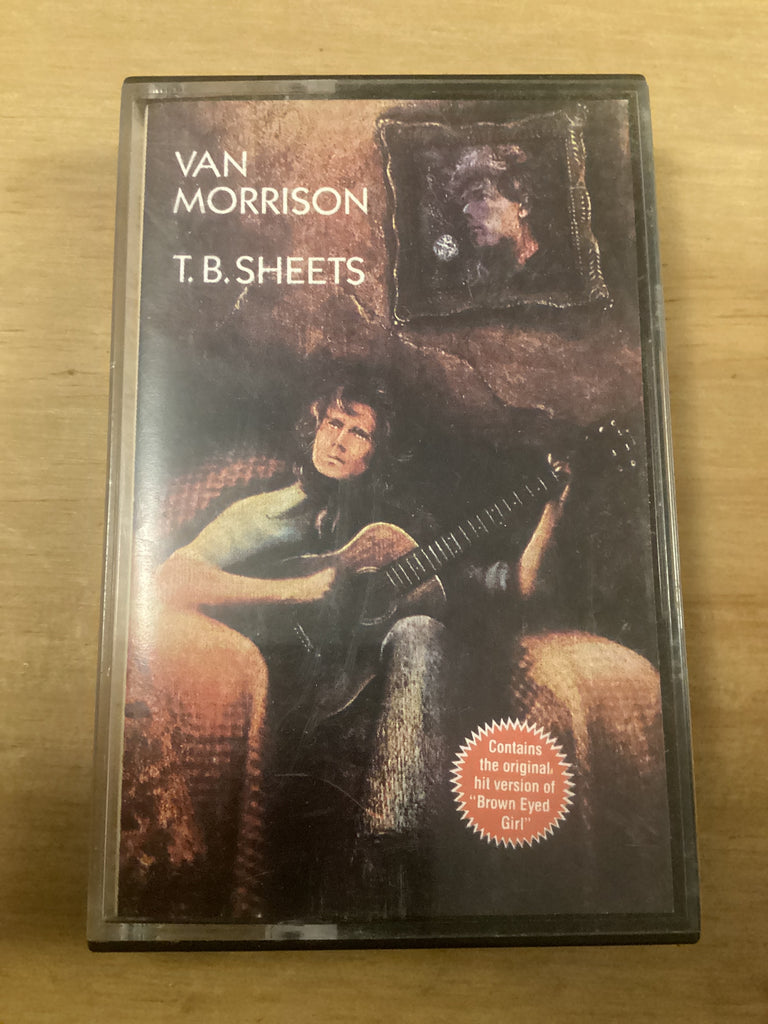 VAN
MORRISON
T. B. SHEETS
Contains
the original
hit version of
"Brown Eyed
Girl"